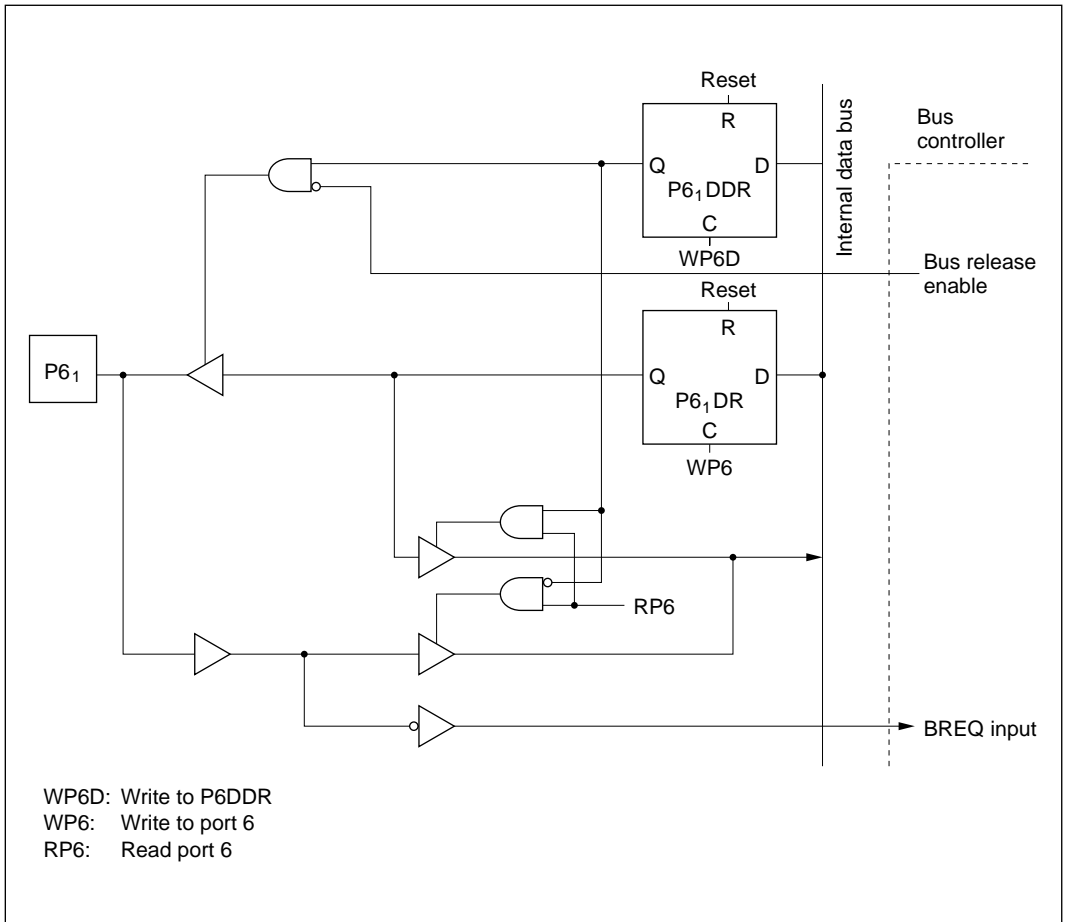 Reset
R
Q
D
P6₁DDR
C
WP6D
Internal data bus
Bus
controller
Bus release
enable
Reset
R
P6₁
Q
D
P6₁DR
C
WP6
RP6
BREQ input
WP6D: Write to P6DDR
WP6: Write to port 6
RP6: Read port 6